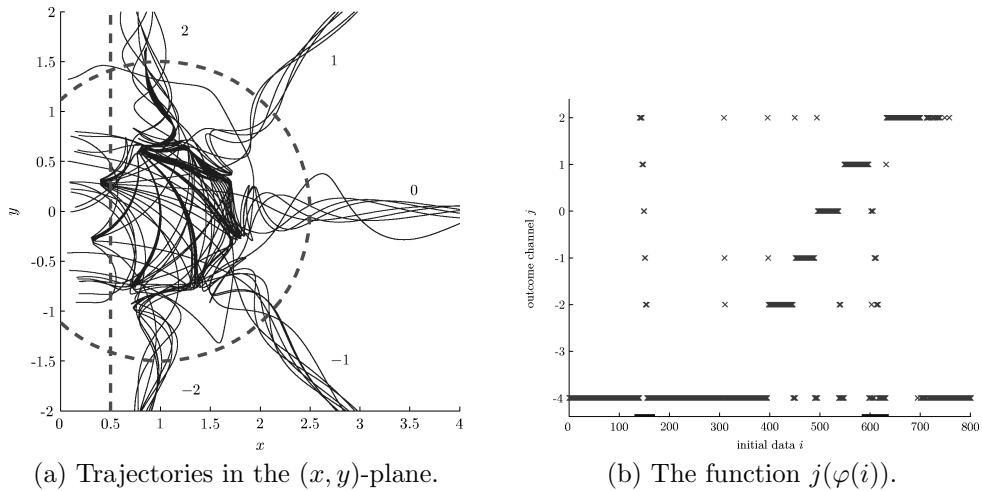 2
1.5
1
0.5
0
-0.5
-1
-1.5
-2
y
0 0.5 1 1.5 2 2.5 3 3.5 4
x
2
1
0
−1
−2
(a) Trajectories in the (x, y)-plane.
2
1
0
-1
-2
-3
-4
outcome channel j
0 100 200 300 400 500 600 700 800
initial data i
(b) The function j(φ(i)).